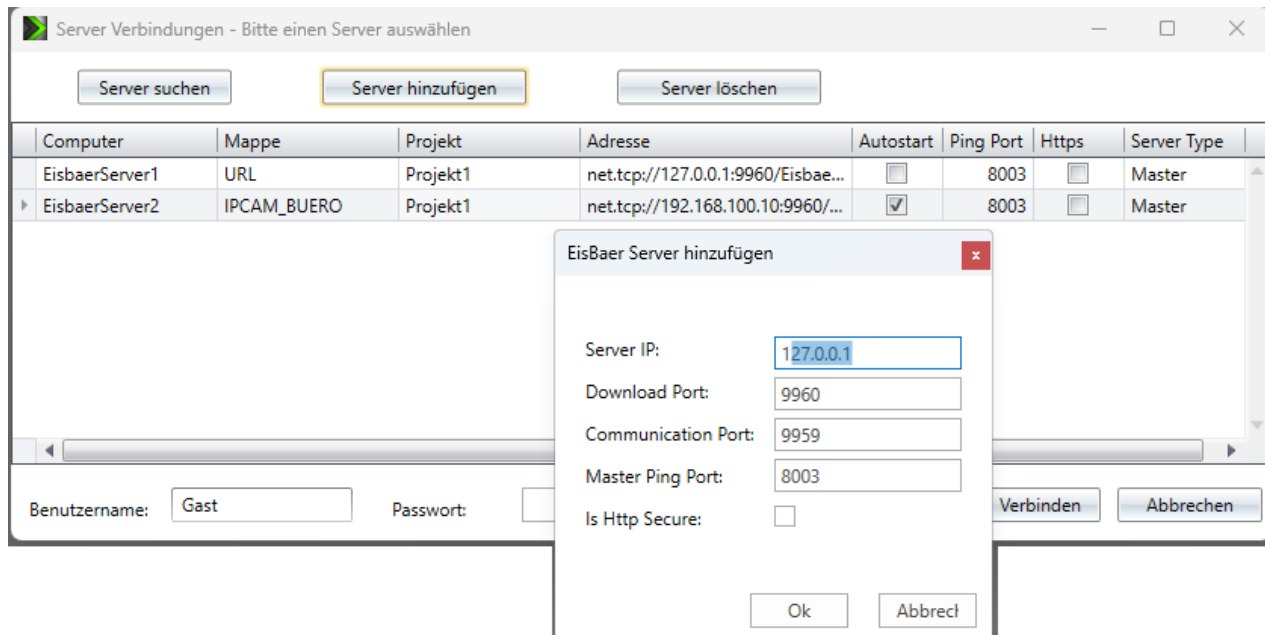 Server Verbindungen - Bitte einen Server auswählen
Server suchen Server hinzufügen Server löschen
Computer Mappe Projekt Adresse Autostart Ping Port Https Server Type
EisbaerServer1 URL Projekt1 net.tcp://127.0.0.1:9960/Eisbae... 8003 Master
EisbaerServer2 IPCAM_BUERO Projekt1 net.tcp://192.168.100.10:9960/... 8003 Master
EisBaer Server hinzufügen
Server IP: 127.0.0.1
Download Port: 9960
Communication Port: 9959
Master Ping Port: 8003
Is Http Secure:
Ok Abbrecl
Benutzername: Gast Passwort: Verbinden Abbrechen